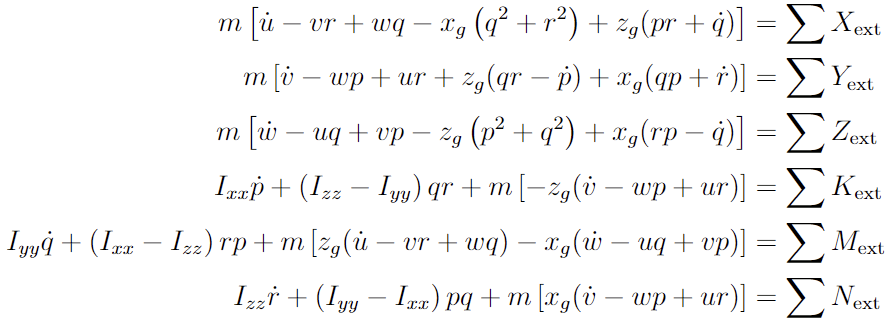 m [u̇ − vr + wq − x_g (q² + r²) + z_g(pr + q̇)] = ∑ X_ext
m [v̇ − wp + ur + z_g(qr − ṗ) + x_g(qp + ṙ)] = ∑ Y_ext
m [ẇ − uq + vp − z_g (p² + q²) + x_g(rp − q̇)] = ∑ Z_ext
I_xx ṗ + (I_zz − I_yy) qr + m [−z_g(v̇ − wp + ur)] = ∑ K_ext
I_yy q̇ + (I_xx − I_zz) rp + m [z_g(u̇ − vr + wq) − x_g(ẇ − uq + vp)] = ∑ M_ext
I_zz ṙ + (I_yy − I_xx) pq + m [x_g(v̇ − wp + ur)] = ∑ N_ext